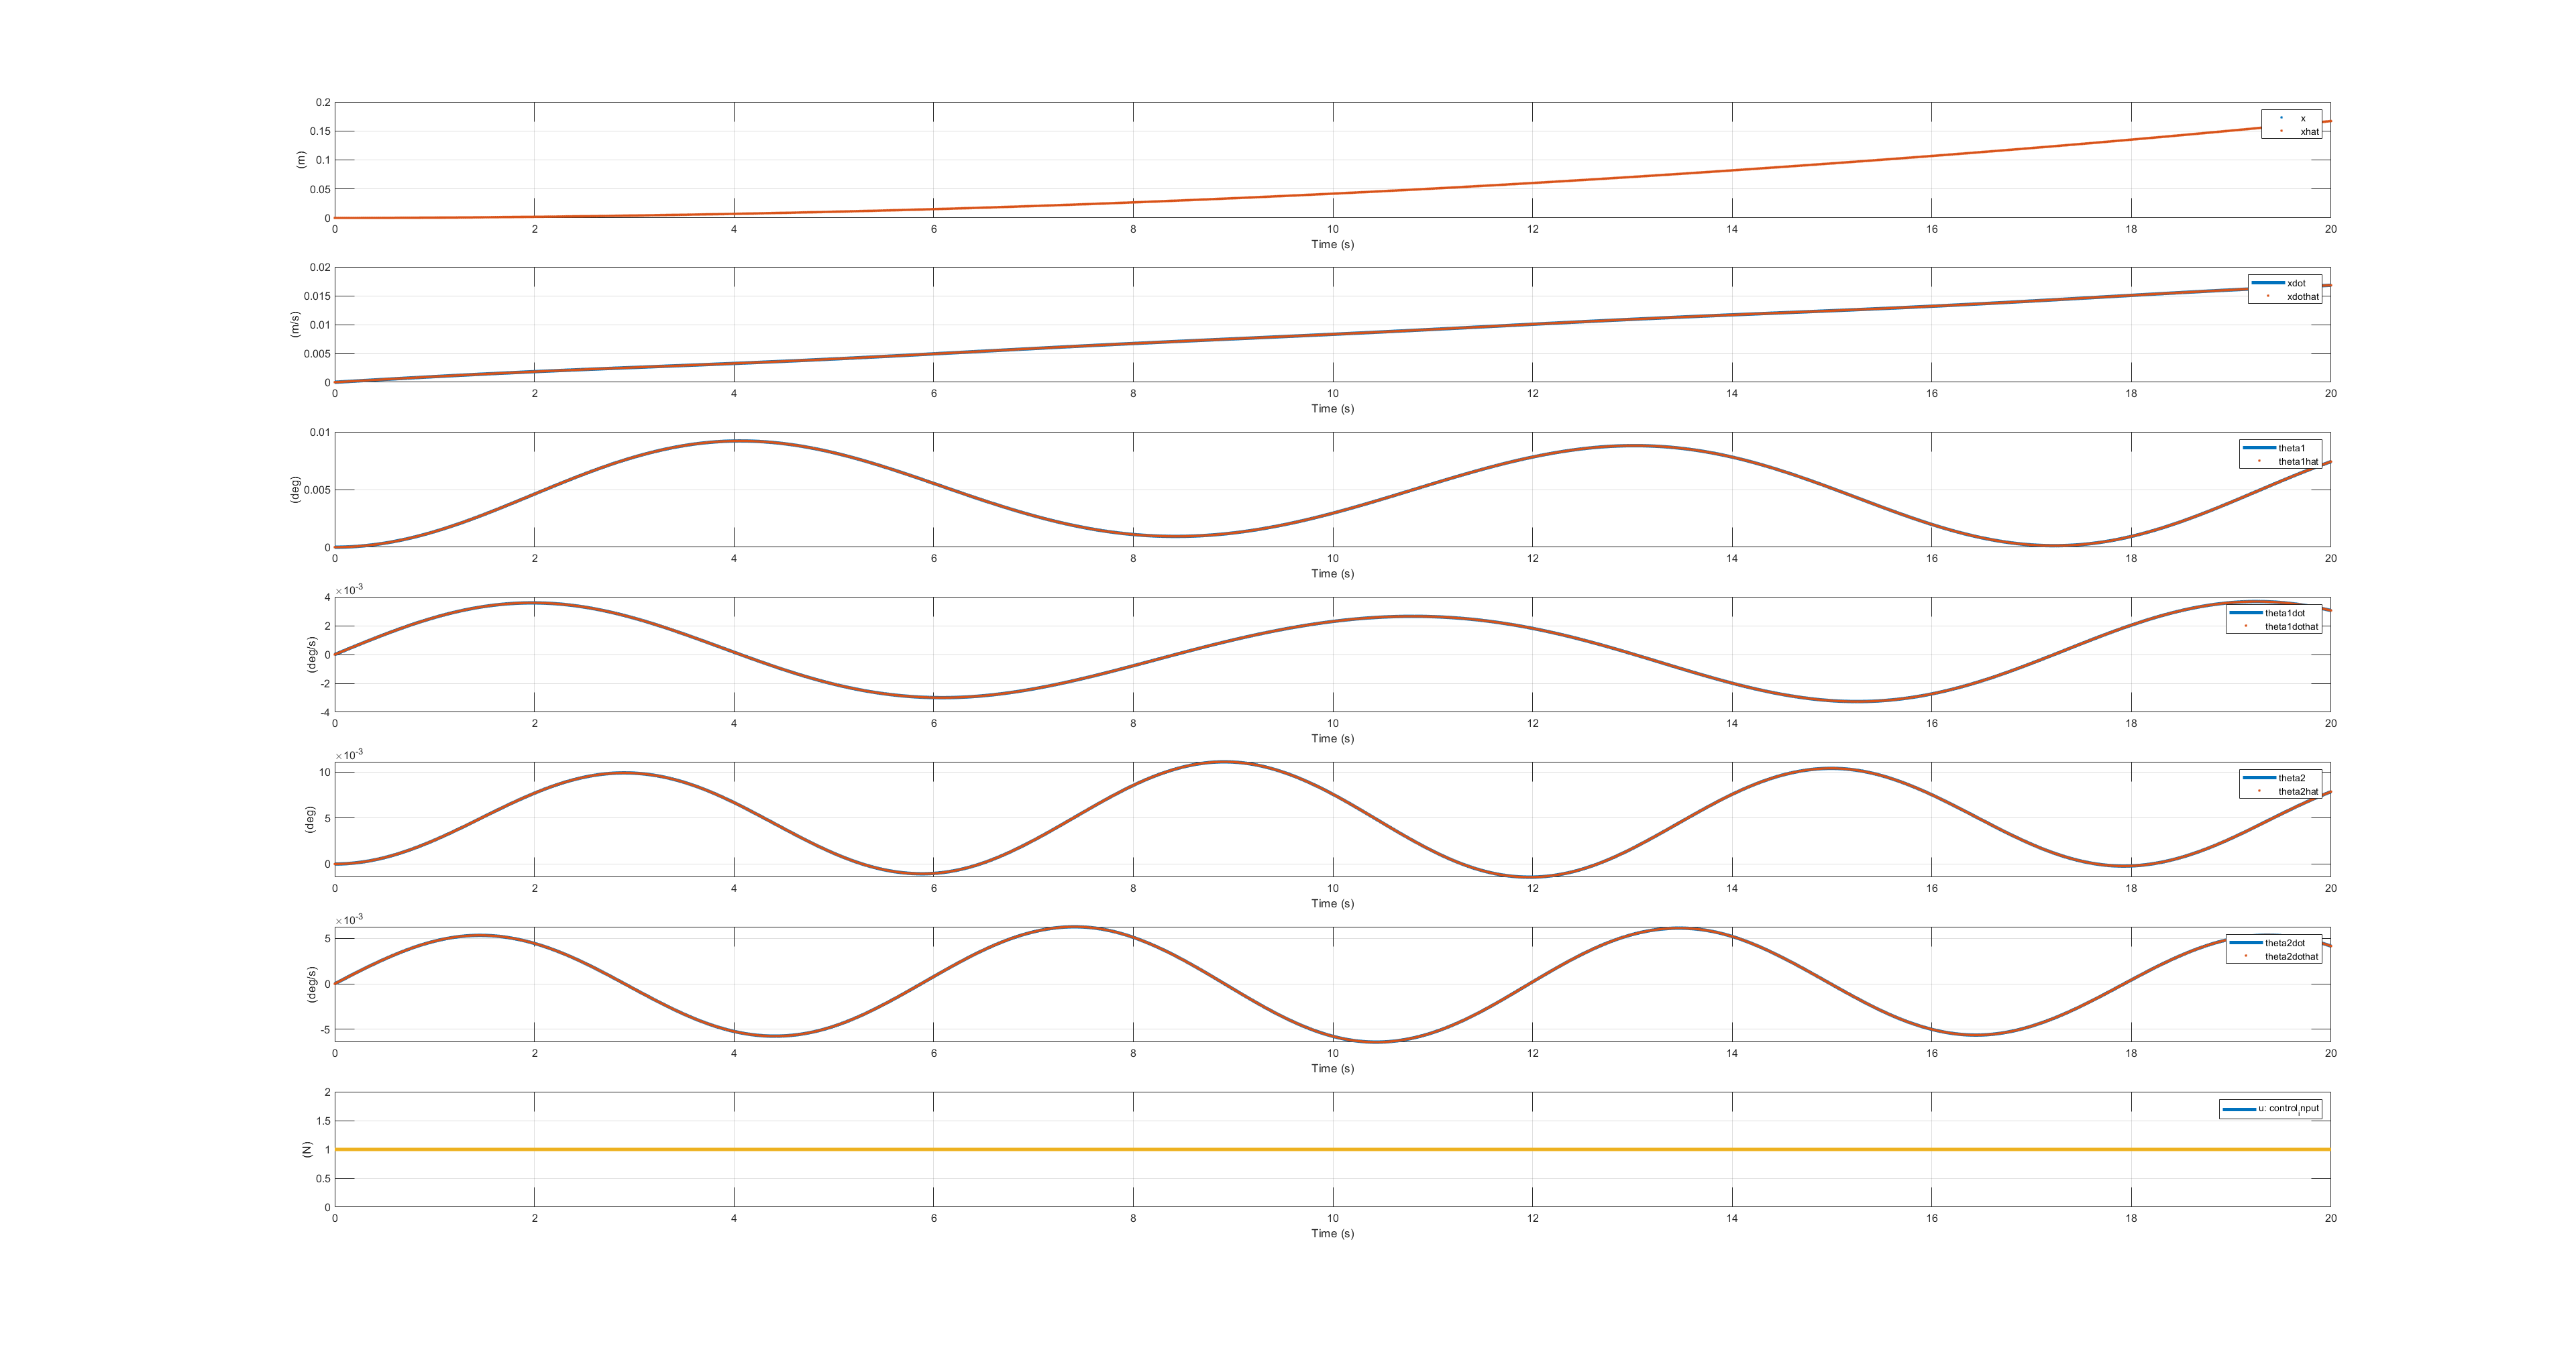 0.2
0.15
0.1
0.05
0
(m)
x
xhat
0 2 4 6 8 10 12 14 16 18 20
Time (s)
0.02
0.015
0.01
0.005
0
(m/s)
xdot
xdothat
0 2 4 6 8 10 12 14 16 18 20
Time (s)
0.01
0.005
0
(deg)
theta1
theta1hat
0 2 4 6 8 10 12 14 16 18 20
Time (s)
×10-3
4
2
0
-2
-4
(deg/s)
theta1dot
theta1dothat
0 2 4 6 8 10 12 14 16 18 20
Time (s)
×10-3
10
5
0
(deg)
theta2
theta2hat
0 2 4 6 8 10 12 14 16 18 20
Time (s)
×10-3
5
0
-5
(deg/s)
theta2dot
theta2dothat
0 2 4 6 8 10 12 14 16 18 20
Time (s)
2
1.5
1
0.5
0
(N)
u: controlinput
0 2 4 6 8 10 12 14 16 18 20
Time (s)